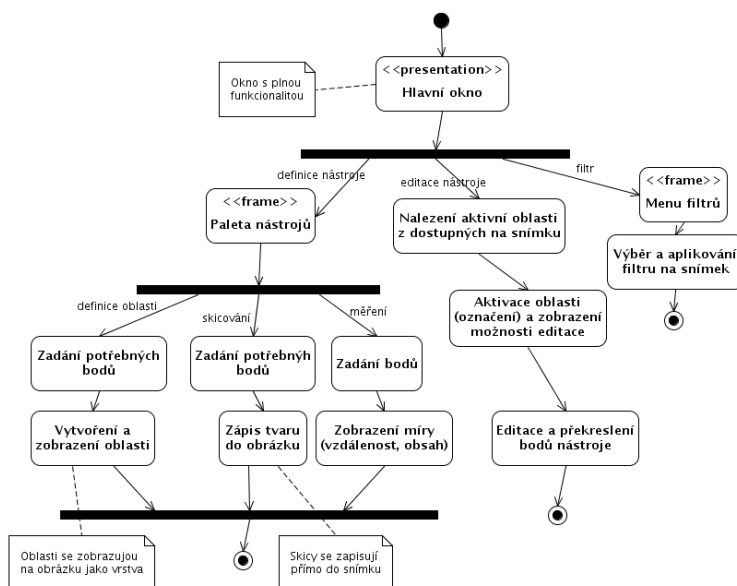 <<presentation>>
Hlavní okno
Okno s plnou
funkcionalitou
definice nástroje
editace nástroje
filtr
<<frame>>
Paleta nástrojů
Nalezení aktivní oblasti
z dostupných na snímku
<<frame>>
Menu filtrů
Výběr a aplikování
filtru na snímek
definice oblasti
skicování
měření
Aktivace oblasti
(označení) a zobrazení
možnosti editace
Zadání potřebných
bodů
Zadání potřebnýh
bodů
Zadání bodů
Vytvoření a
zobrazení oblasti
Zápis tvaru
do obrázku
Zobrazení míry
(vzdálenost, obsah)
Editace a překreslení
bodů nástroje
Oblasti se zobrazujou
na obrázku jako vrstva
Skicy se zapisují
přímo do snímku